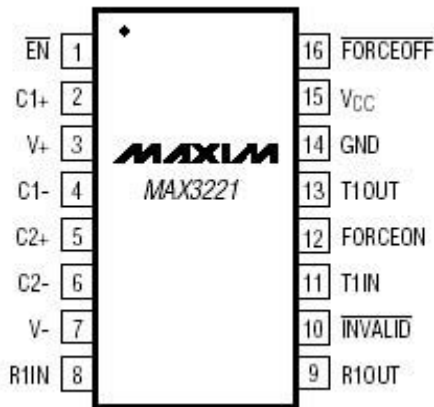 EN 1 16 FORCEOFF
C1+ 2 15 VCC
V+ 3 14 GND
MAXIM
C1- 4 MAX3221 13 T1OUT
C2+ 5 12 FORCEON
C2- 6 11 T1IN
V- 7 10 INVALID
R1IN 8 9 R1OUT